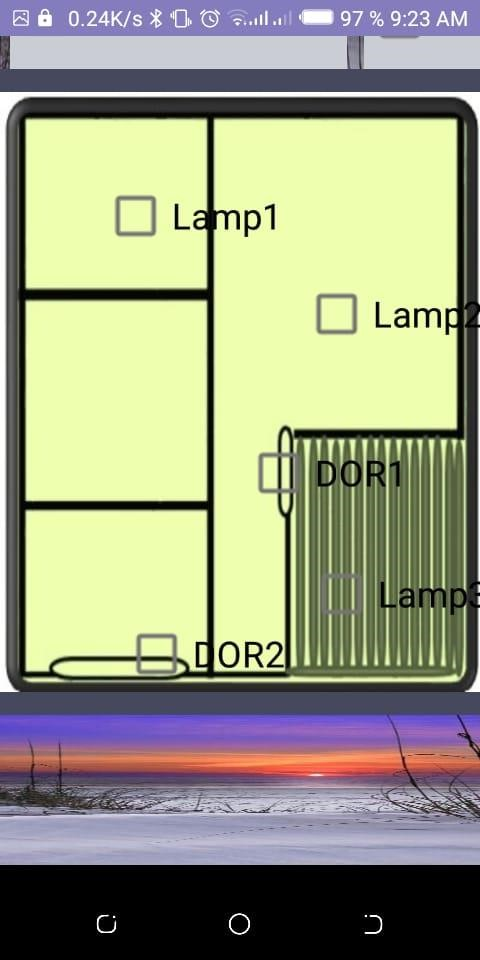 0.24K/s 97 % 9:23 AM
Lamp1
Lamp2
DOR1
Lamp3
DOR2